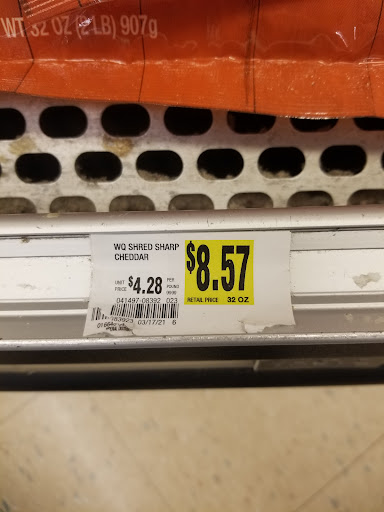 WT 32 OZ (2 LB) 907g
WQ SHRED SHARP
CHEDDAR
UNIT PRICE $4.28 PER POUND
$8.57
RETAIL PRICE 32 OZ
041497-08392 023
03/17/21 6